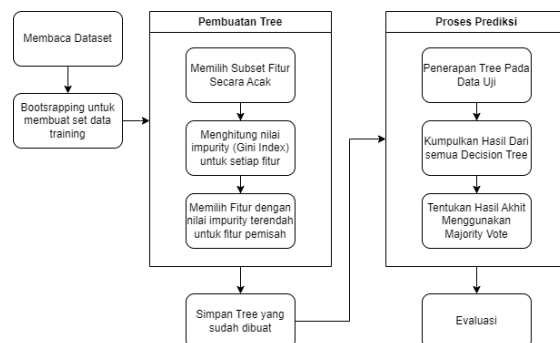 Membaca Dataset
Bootsrapping untuk
membuat set data
training
Pembuatan Tree
Memilih Subset Fitur
Secara Acak
Menghitung nilai
impurity (Gini Index)
untuk setiap fitur
Memilih Fitur dengan
nilai impurity terendah
untuk fitur pemisah
Simpan Tree yang
sudah dibuat
Proses Prediksi
Penerapan Tree Pada
Data Uji
Kumpulkan Hasil Dari
semua Decision Tree
Tentukan Hasil Akhit
Menggunakan
Majority Vote
Evaluasi